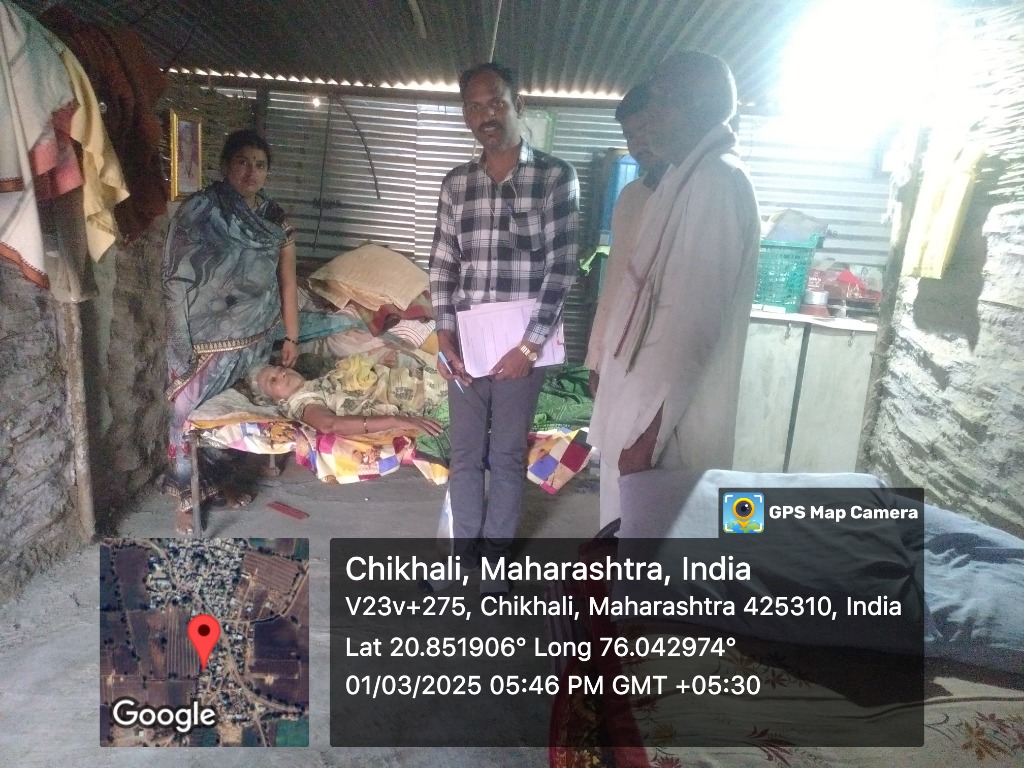 GPS Map Camera
Chikhali, Maharashtra, India
V23v+275, Chikhali, Maharashtra 425310, India
Lat 20.851906° Long 76.042974°
01/03/2025 05:46 PM GMT +05:30
Google